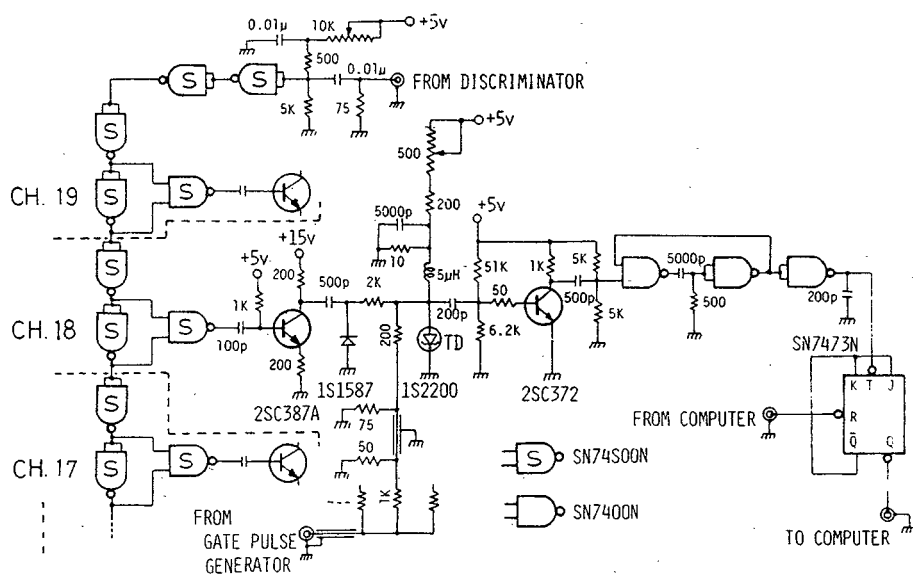 0.01μ
10K
+5v
500
0.01μ
FROM DISCRIMINATOR
5K
75
S
S
S
+5v
500
CH. 19
S
S
200
5000p
+5v
10
S
+15v
+5v
200
500p
2K
5μH
51K
1K
5K
5000p
1K
50
500p
500
200p
CH. 18
S
S
100p
200
200p
TD
6.2K
5K
SN7473N
200
1S1587
1S2200
2SC372
2SC387A
K T J
S
75
FROM COMPUTER
R
50
Q̄ Q
CH. 17
S
S
S
SN74S00N
1K
SN7400N
FROM
GATE PULSE
GENERATOR
TO COMPUTER